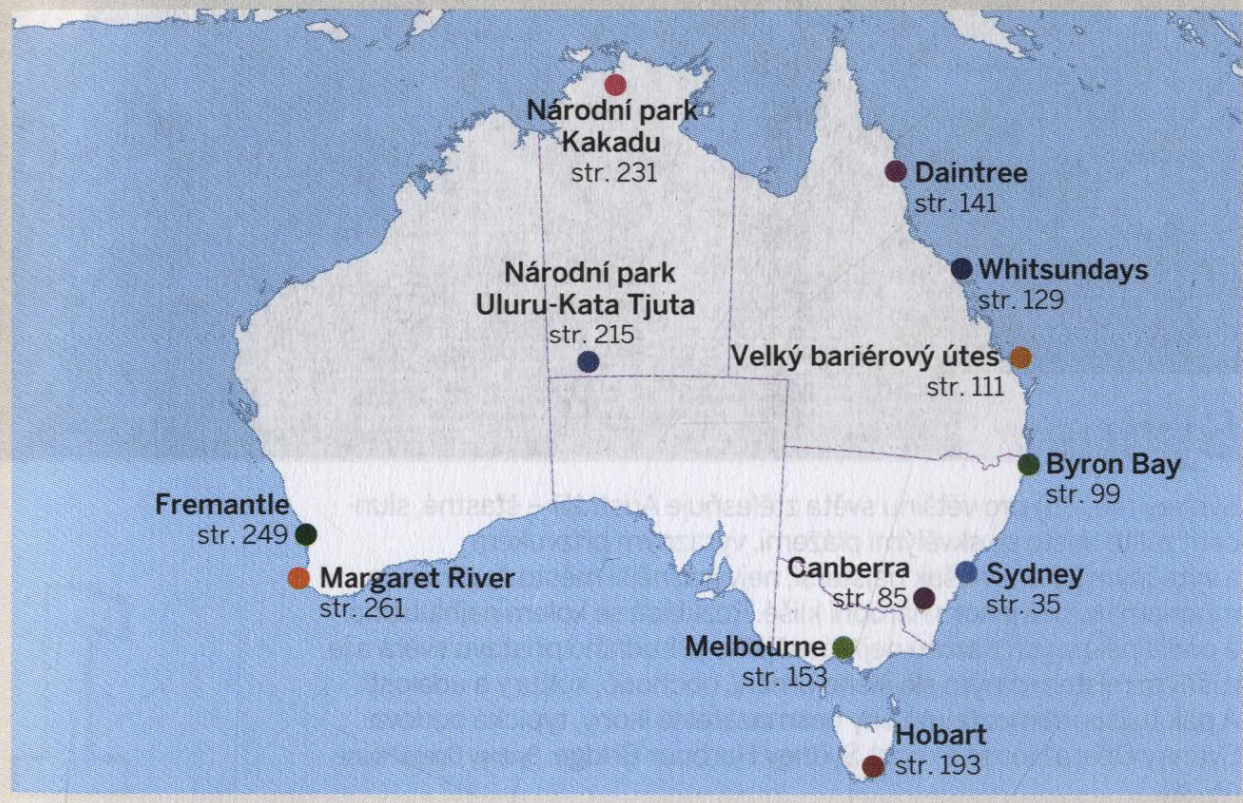 Národní park
Kakadu
str. 231
Daintree
str. 141
Whitsundays
str. 129
Národní park
Uluru-Kata Tjuta
str. 215
Velký bariérový útes
str. 111
Byron Bay
str. 99
Fremantle
str. 249
Margaret River
str. 261
Canberra
str. 85
Sydney
str. 35
Melbourne
str. 153
Hobart
str. 193